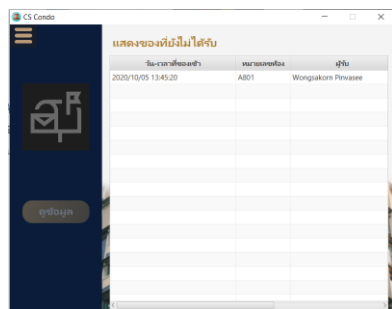 CS Condo
แสดงของที่ยังไม่ได้รับ
วัน-เวลาที่ของเข้า หมายเลขห้อง ผู้รับ
2020/10/05 13:45:20 A801 Wongsakorn Pinvasee
ดูข้อมูล